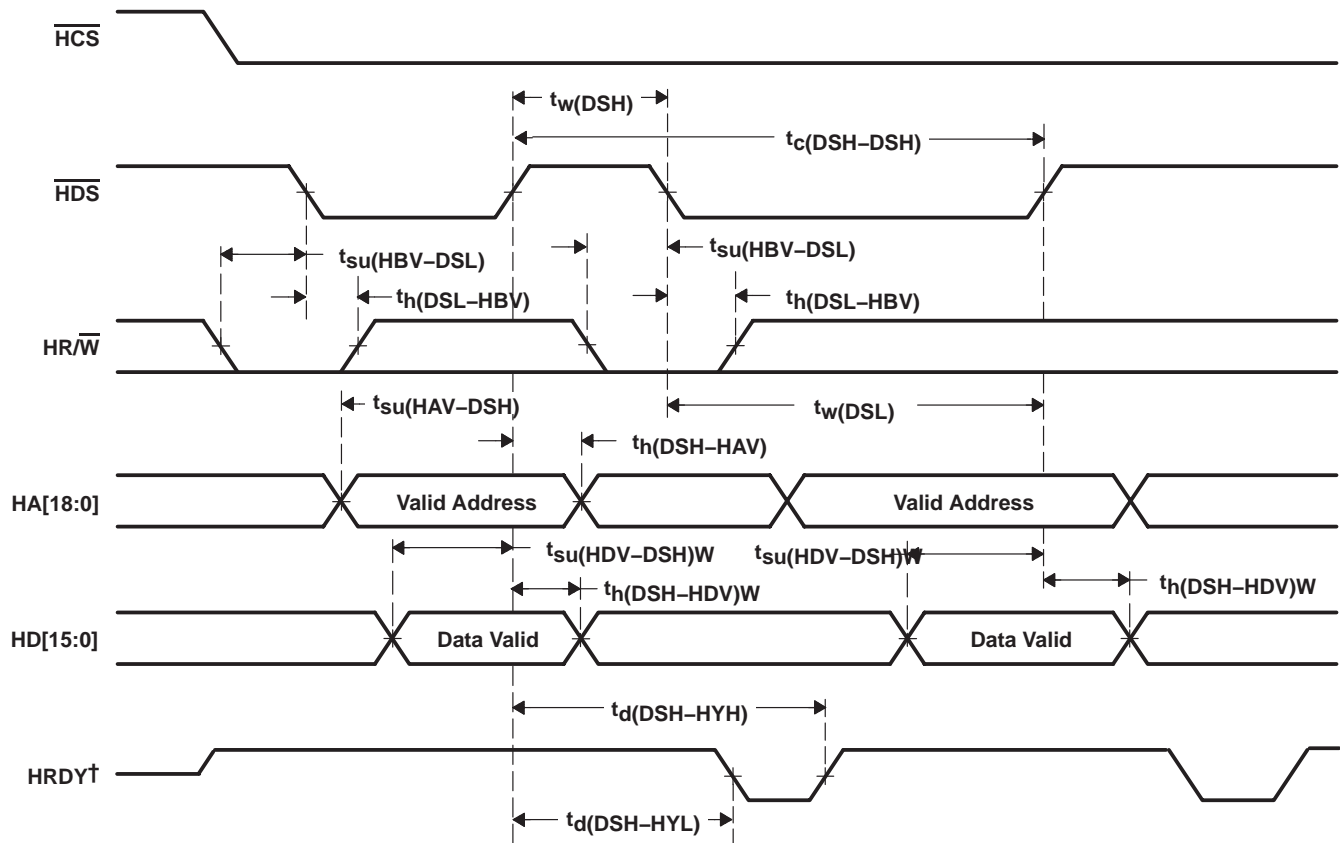 H̅C̅S̅
tw(DSH)
tc(DSH–DSH)
H̅D̅S̅
tsu(HBV–DSL)
tsu(HBV–DSL)
th(DSL–HBV)
th(DSL–HBV)
HR/W̅
tsu(HAV–DSH)
tw(DSL)
th(DSH–HAV)
HA[18:0]
Valid Address
Valid Address
tsu(HDV–DSH)W
tsu(HDV–DSH)W
th(DSH–HDV)W
th(DSH–HDV)W
HD[15:0]
Data Valid
Data Valid
td(DSH–HYH)
HRDY†
td(DSH–HYL)